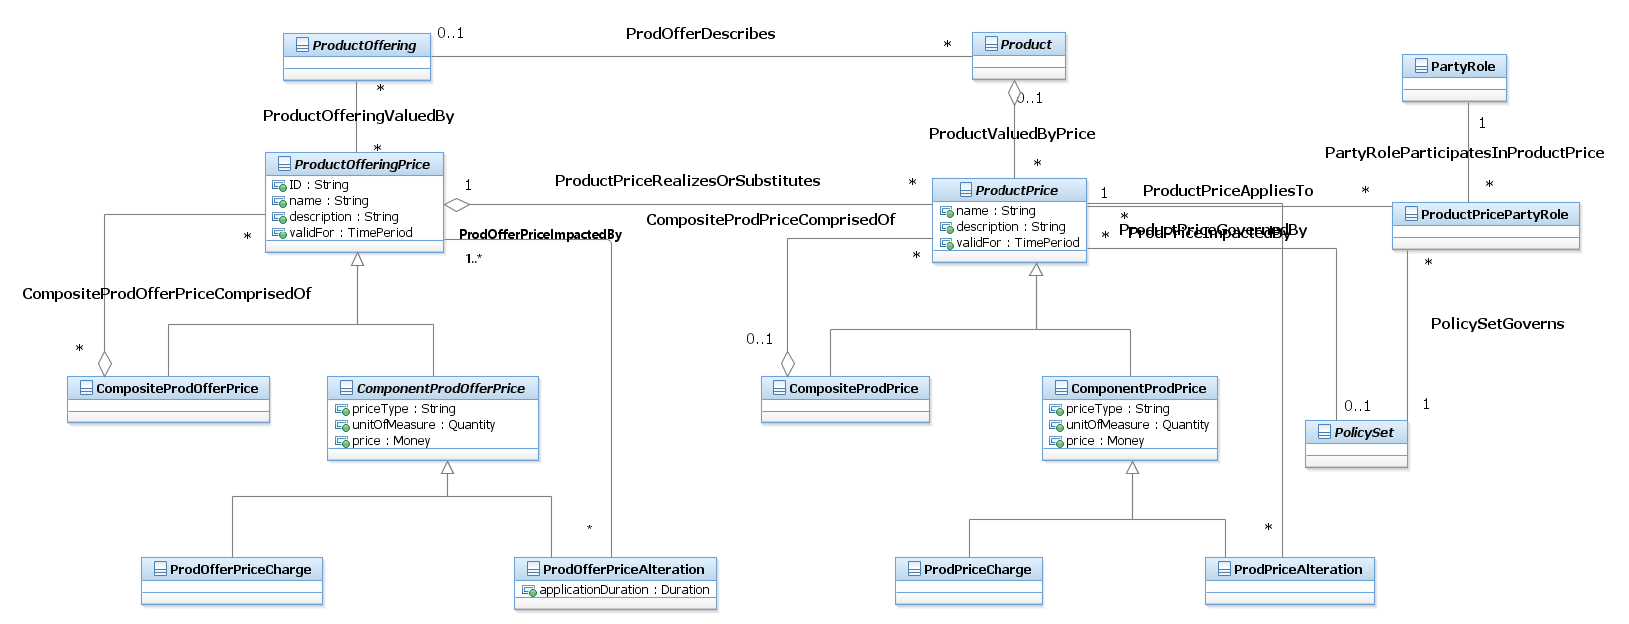 0..1
ProdOfferDescribes
ProductOffering
*
Product
PartyRole
*
0..1
ProductOfferingValuedBy
1
ProductValuedByPrice
*
PartyRoleParticipatesInProductPrice
ProductOfferingPrice
*
ID : String
name : String
description : String
validFor : TimePeriod
1
ProductPriceRealizesOrSubstitutes
*
ProductPrice
name : String
description : String
validFor : TimePeriod
1
ProductPriceAppliesTo
*
*
*
ProductPricePartyRole
CompositeProdPriceComprisedOf
*
ProdOfferPriceImpactedBy
1..*
ProductPriceGovernedBy
*
ProdPriceImpactedBy
*
*
CompositeProdOfferPriceComprisedOf
PolicySetGoverns
*
0..1
CompositeProdOfferPrice
ComponentProdOfferPrice
priceType : String
unitOfMeasure : Quantity
price : Money
CompositeProdPrice
ComponentProdPrice
priceType : String
unitOfMeasure : Quantity
price : Money
0..1
1
PolicySet
*
*
ProdOfferPriceCharge
ProdOfferPriceAlteration
applicationDuration : Duration
ProdPriceCharge
ProdPriceAlteration